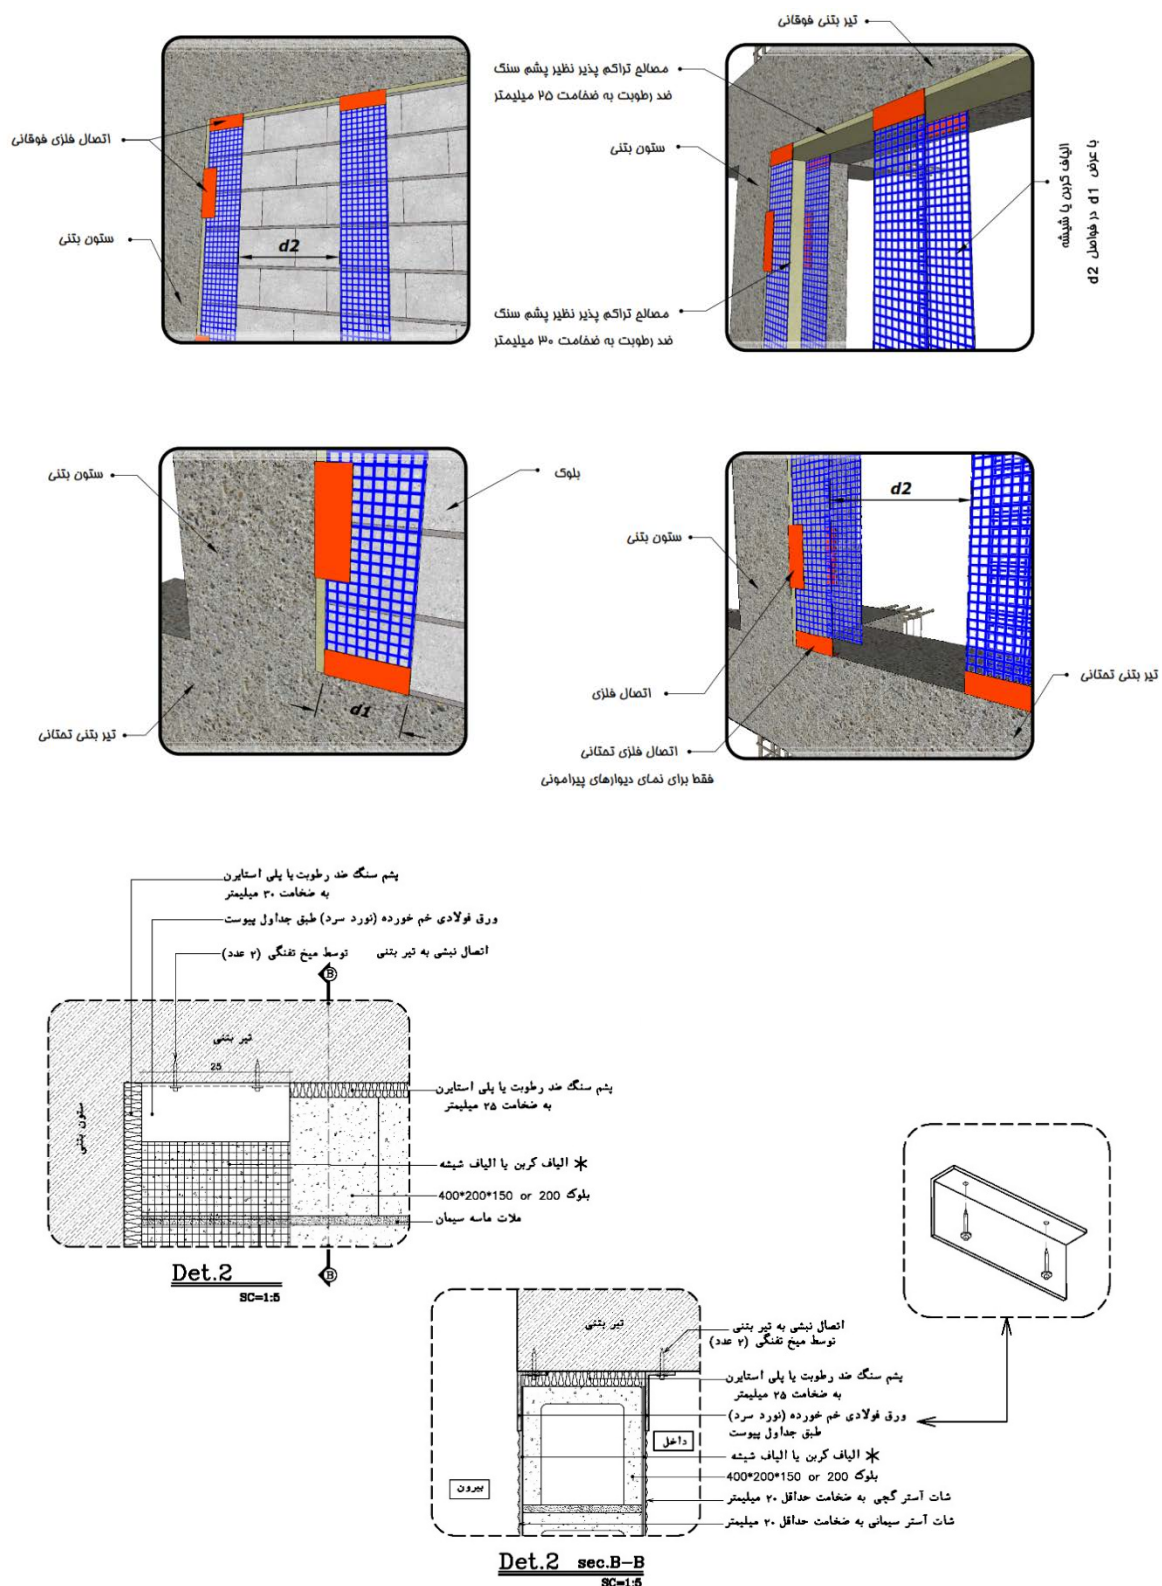 تیر بتنی فوقانی
مصالح تراکم پذیر نظیر پشم سنگ
ضد رطوبت به ضخامت ۲۵ میلیمتر
اتصال فلزی فوقانی
ستون بتنی
الیاف کربن یا شیشه
با عرض d1 در فواصل d2
ستون بتنی
d2
مصالح تراکم پذیر نظیر پشم سنگ
ضد رطوبت به ضخامت ۳۰ میلیمتر
ستون بتنی
بلوک
d2
ستون بتنی
تیر بتنی تحتانی
اتصال فلزی
d1
تیر بتنی تحتانی
اتصال فلزی تحتانی
فقط برای نمای دیوارهای پیرامونی
پشم سنگ ضد رطوبت یا پلی استایرن
به ضخامت ۳۰ میلیمتر
ورق فولادی خم خورده (نورد سرد) طبق جداول پیوست
اتصال نبشی به تیر بتنی توسط میخ تفنگی (۲ عدد)
B
تیر بتنی
25
پشم سنگ ضد رطوبت یا پلی استایرن
به ضخامت ۲۵ میلیمتر
ستون بتنی
* الیاف کربن یا الیاف شیشه
بلوک 400*200*150 or 200
ملات ماسه سیمان
Det.2
SC=1:5
B
تیر بتنی
اتصال نبشی به تیر بتنی
توسط میخ تفنگی (۲ عدد)
پشم سنگ ضد رطوبت یا پلی استایرن
به ضخامت ۲۵ میلیمتر
ورق فولادی خم خورده (نورد سرد)
طبق جداول پیوست
داخل
* الیاف کربن یا الیاف شیشه
بلوک 400*200*150 or 200
بیرون
شات آستر گچی به ضخامت حداقل ۲۰ میلیمتر
شات آستر سیمانی به ضخامت حداقل ۲۰ میلیمتر
Det.2 sec.B-B
SC=1:5